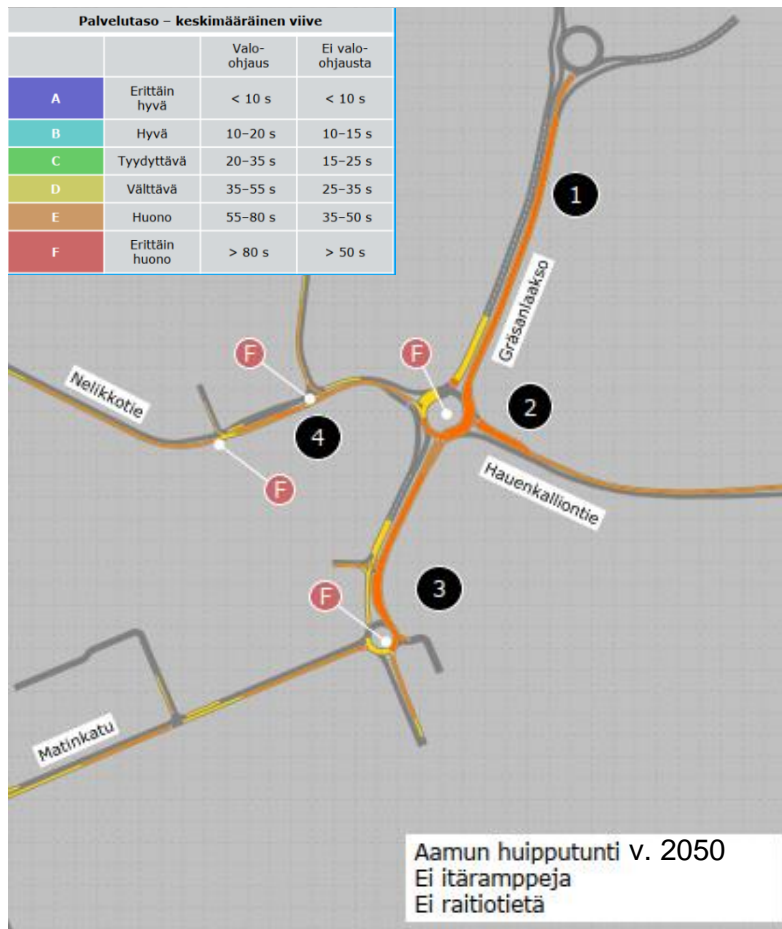 Palvelutaso – keskimääräinen viive
Valo-
ohjaus
Ei valo-
ohjausta
A
Erittäin
hyvä
< 10 s
< 10 s
B
Hyvä
10–20 s
10–15 s
C
Tyydyttävä
20–35 s
15–25 s
D
Välttävä
35–55 s
25–35 s
E
Huono
55–80 s
35–50 s
F
Erittäin
huono
> 80 s
> 50 s
1
Gräsanlaakso
F
F
Nelikkotie
2
4
F
Hauenkalliontie
3
F
Matinkatu
Aamun huipputunti v. 2050
Ei itäramppeja
Ei raitiotietä